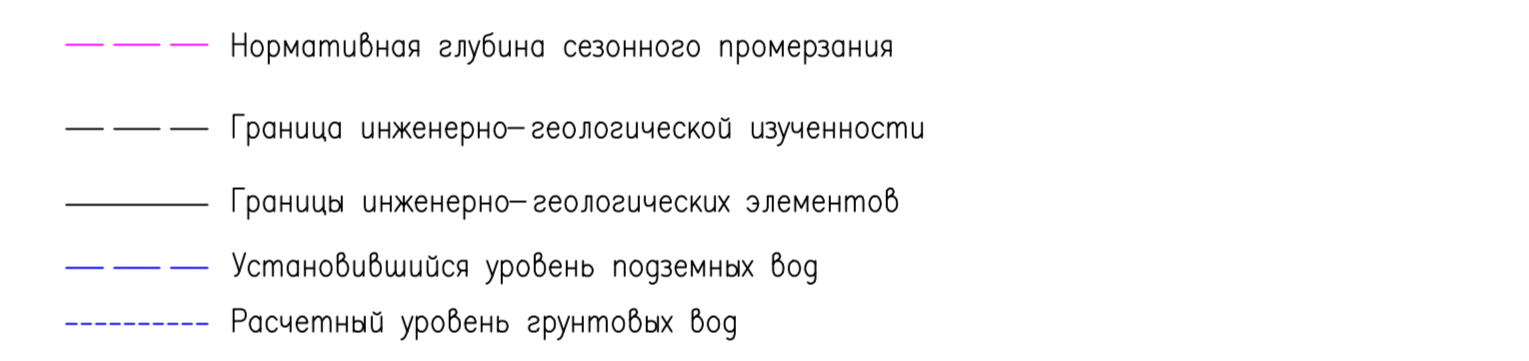 Нормативная глубина сезонного промерзания
Граница инженерно-геологической изученности
Границы инженерно-геологических элементов
Установившийся уровень подземных вод
Расчетный уровень грунтовых вод